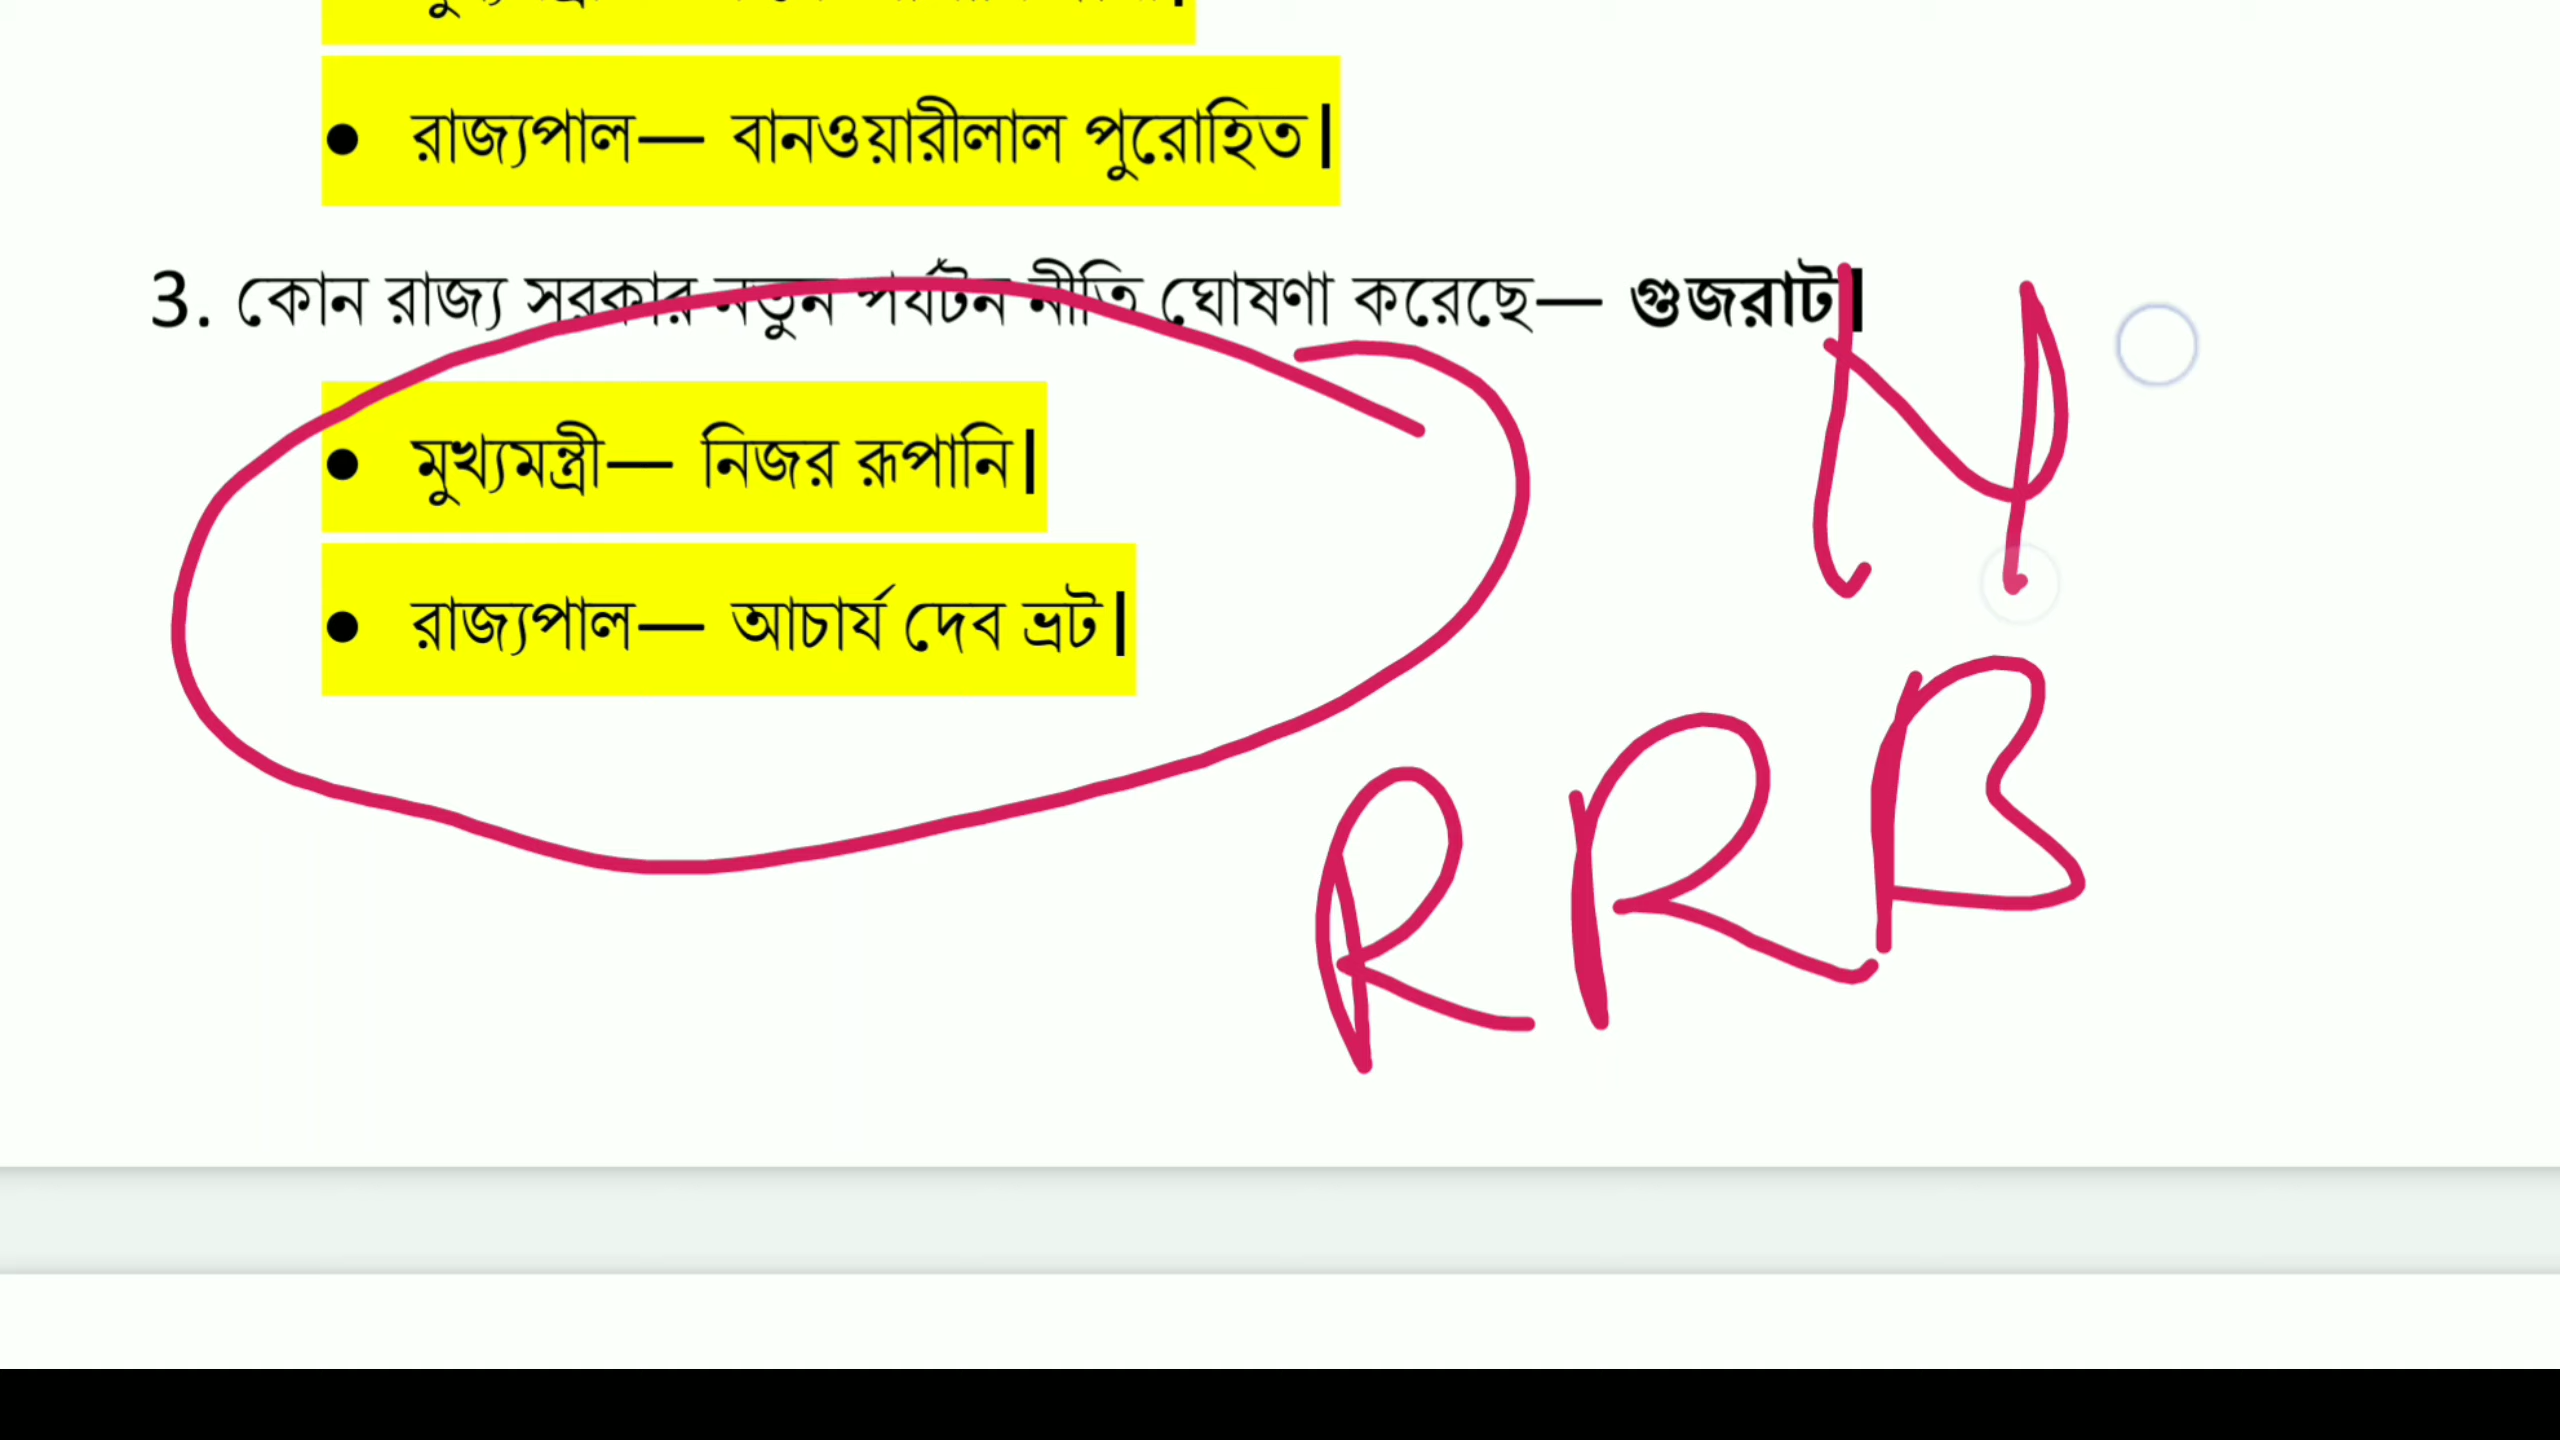 ● রাজ্যপাল— বানওয়ারীলাল পুরোহিত|
3. কোন রাজ্য সরকার নতুন পর্যটন নীতি ঘোষণা করেছে— গুজরাট|
● মুখ্যমন্ত্রী— নিজর রূপানি|
● রাজ্যপাল— আচার্য দেব ভ্রট|
N
RRB